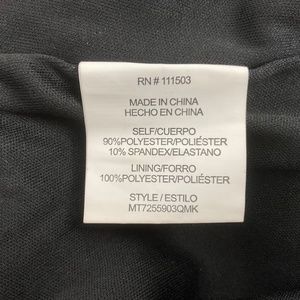 RN # 111503
MADE IN CHINA
HECHO EN CHINA
SELF/CUERPO
90%POLYESTER/POLIÉSTER
10% SPANDEX/ELASTANO
LINING/FORRO
100%POLYESTER/POLIÉSTER
STYLE / ESTILO
MT7255903QMK